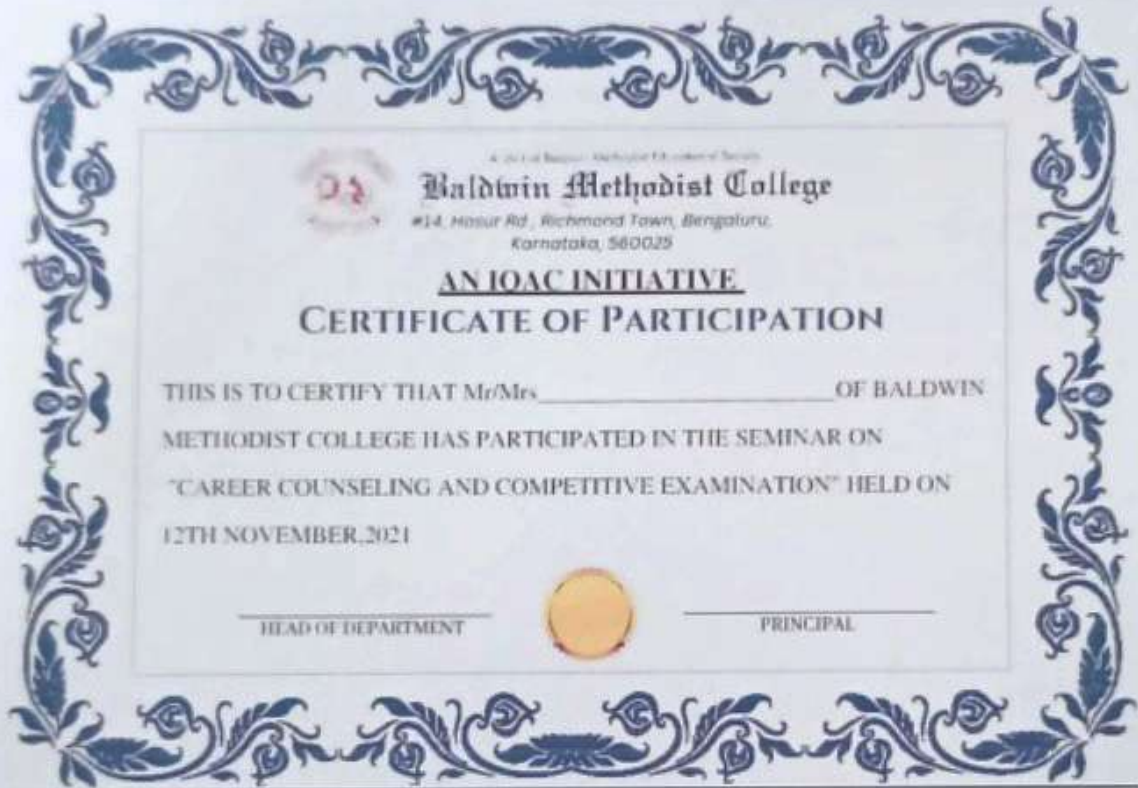 Baldwin Methodist College
#14, Hosur Rd, Richmond Town, Bengaluru,
Karnataka, 560025
AN IQAC INITIATIVE
CERTIFICATE OF PARTICIPATION
THIS IS TO CERTIFY THAT Mr/Mrs OF BALDWIN
METHODIST COLLEGE HAS PARTICIPATED IN THE SEMINAR ON
"CAREER COUNSELING AND COMPETITIVE EXAMINATION" HELD ON
12TH NOVEMBER,2021
HEAD OF DEPARTMENT
PRINCIPAL